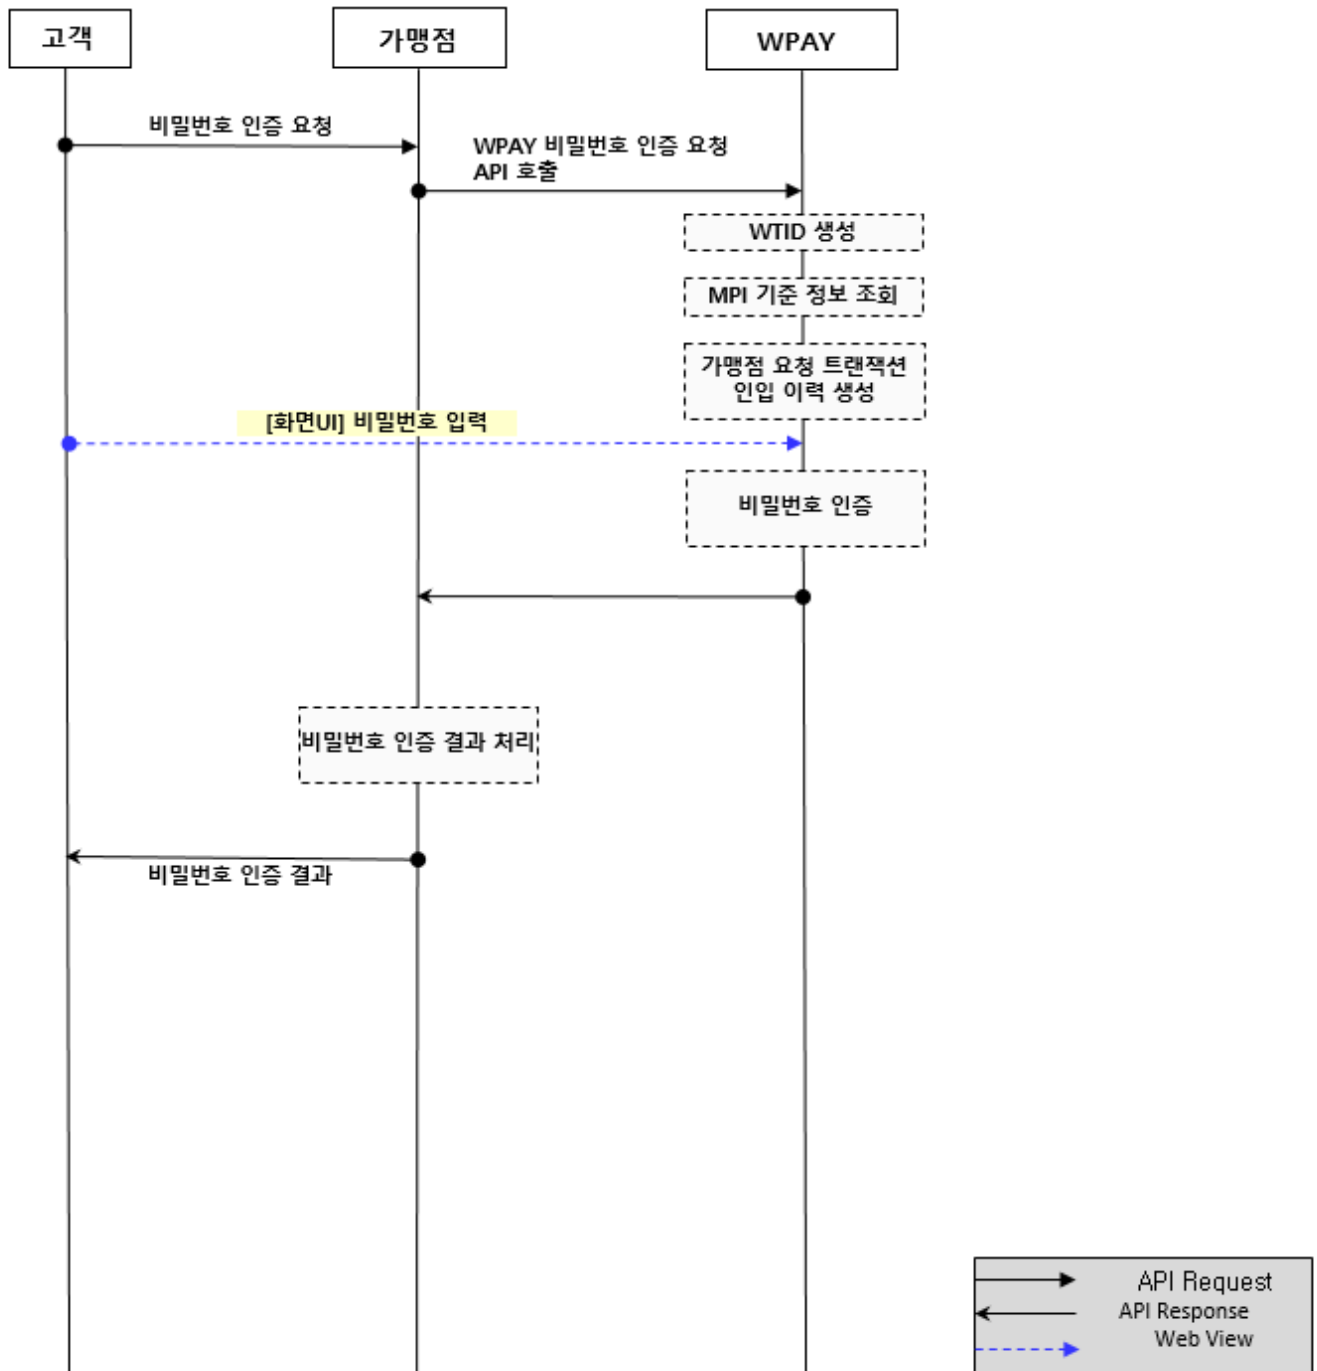 고객
가맹점
WPAY
비밀번호 인증 요청
WPAY 비밀번호 인증 요청
API 호출
WTID 생성
MPI 기준 정보 조회
가맹점 요청 트랜잭션
인입 이력 생성
[화면UI] 비밀번호 입력
비밀번호 인증
비밀번호 인증 결과 처리
비밀번호 인증 결과
API Request
API Response
Web View